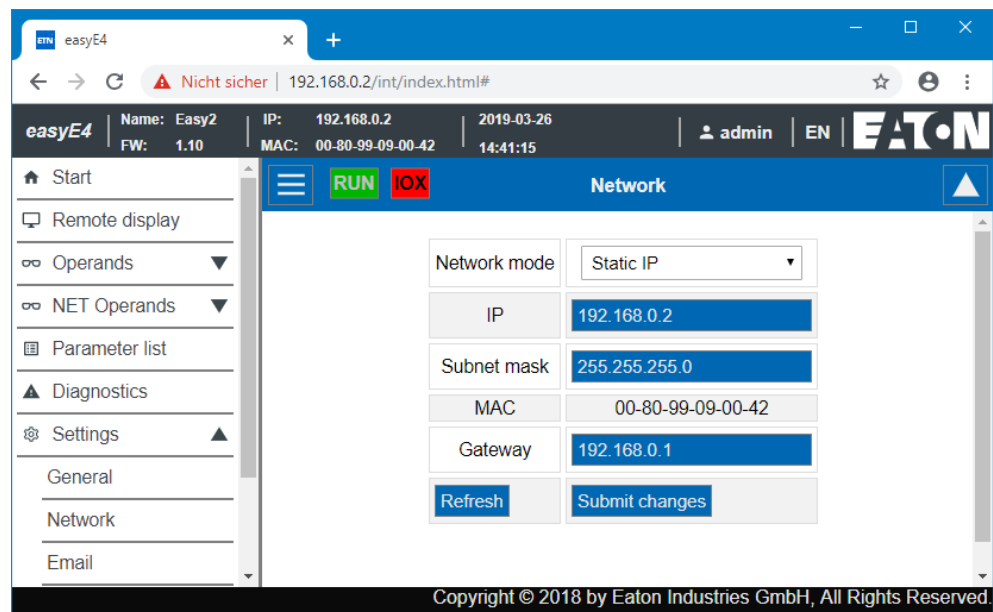 ETN easyE4
Nicht sicher | 192.168.0.2/int/index.html#
easyE4 Name: Easy2 IP: 192.168.0.2 2019-03-26 admin EN EATON
FW: 1.10 MAC: 00-80-99-09-00-42 14:41:15
Start
Remote display
Operands
NET Operands
Parameter list
Diagnostics
Settings
General
Network
Email
RUN IOX Network
Network mode Static IP
IP 192.168.0.2
Subnet mask 255.255.255.0
MAC 00-80-99-09-00-42
Gateway 192.168.0.1
Refresh Submit changes
Copyright © 2018 by Eaton Industries GmbH, All Rights Reserved.